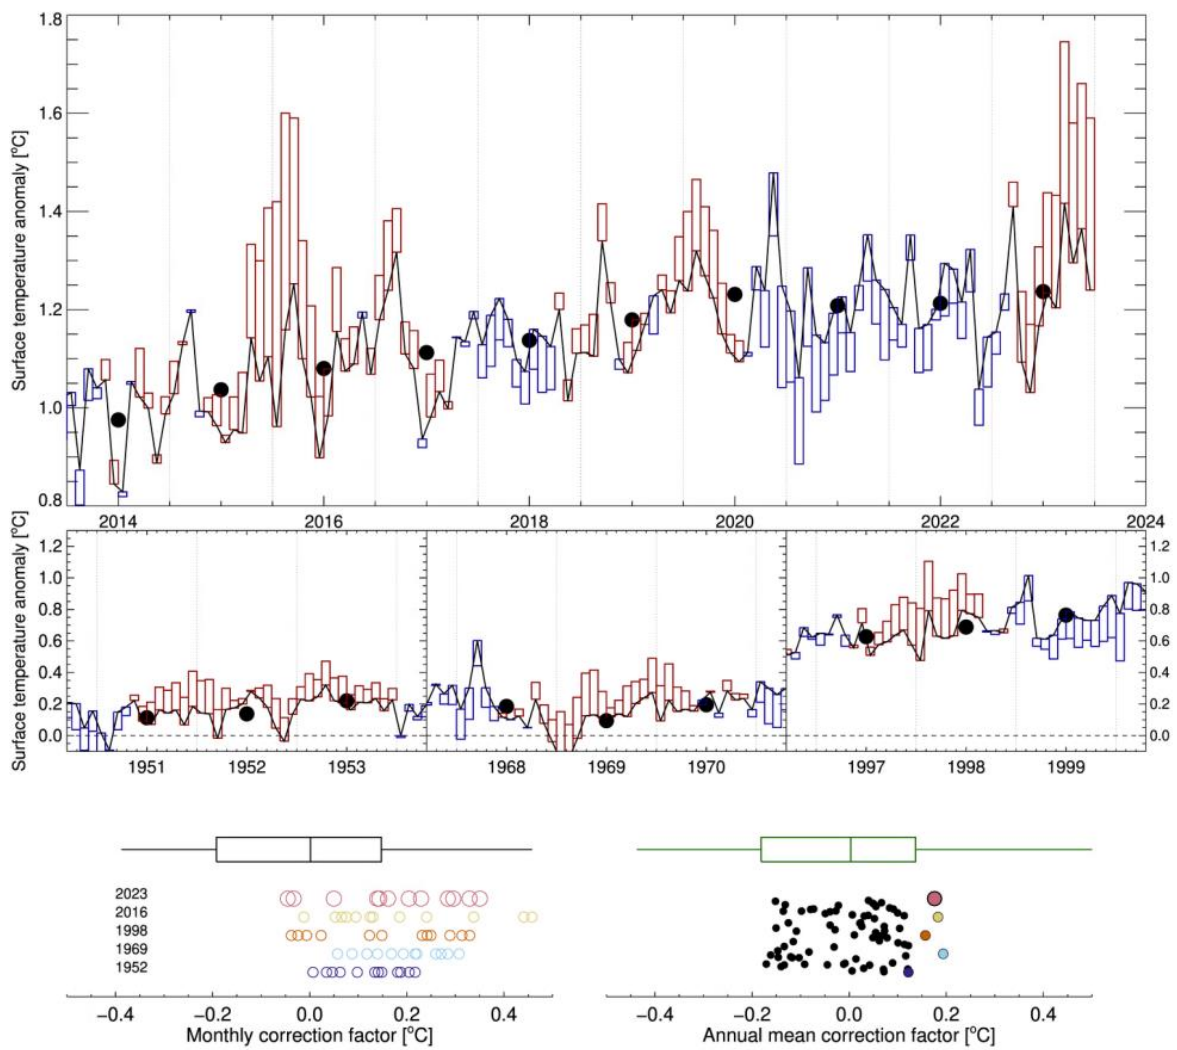 1.8
1.6
1.4
1.2
1.0
0.8
Surface temperature anomaly [°C]
2014 2016 2018 2020 2022 2024
1.2 1.2
1.0 1.0
0.8 0.8
0.6 0.6
0.4 0.4
0.2 0.2
0.0 0.0
Surface temperature anomaly [°C]
1951 1952 1953 1968 1969 1970 1997 1998 1999
2023
2016
1998
1969
1952
−0.4 −0.2 0.0 0.2 0.4
Monthly correction factor [°C]
−0.4 −0.2 0.0 0.2 0.4
Annual mean correction factor [°C]